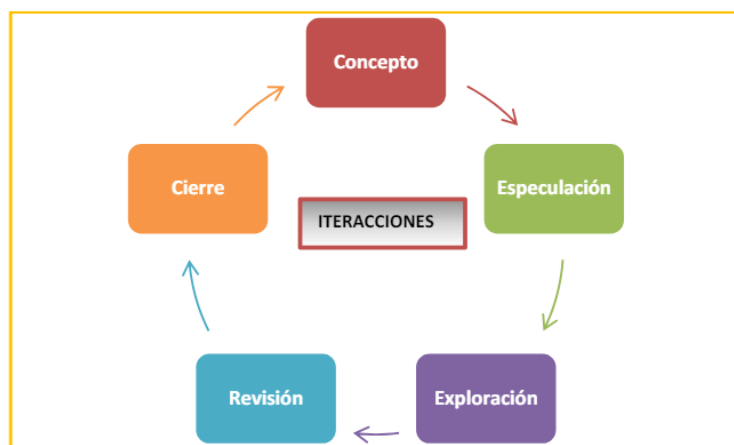 Concepto
Especulación
Exploración
Revisión
Cierre
ITERACCIONES